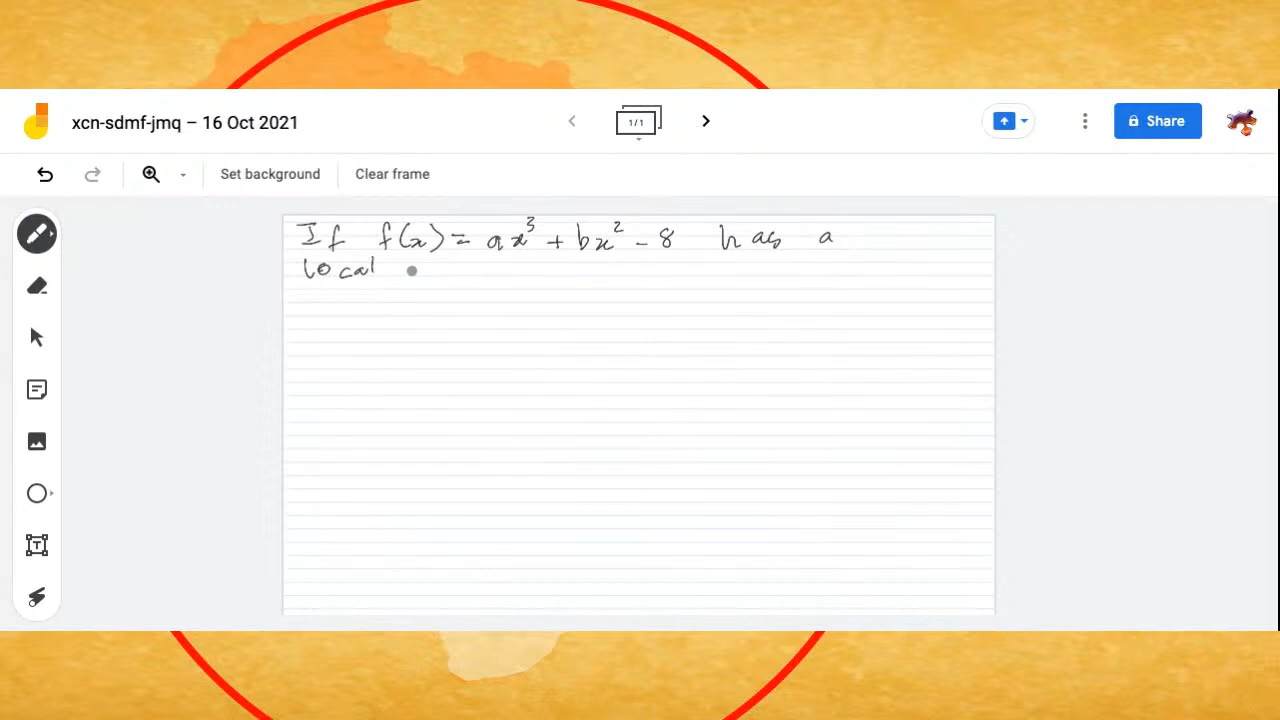 xcn-sdmf-jmq – 16 Oct 2021
1/1
Share
Set background
Clear frame
If f(x) = ax³ + bx² - 8 has a
local